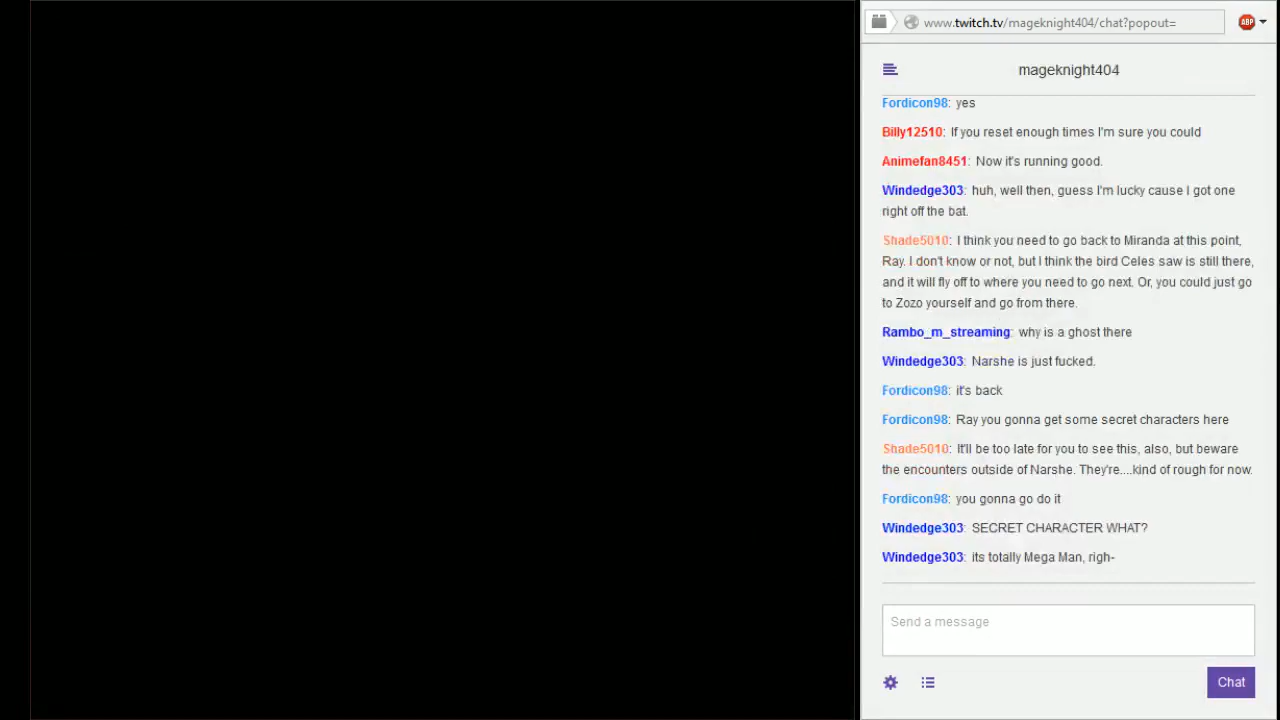 www.twitch.tv/mageknight404/chat?popout=
ABP
mageknight404
Fordicon98: yes
Billy12510: If you reset enough times I'm sure you could
Animefan8451: Now it's running good.
Windedge303: huh, well then, guess I'm lucky cause I got one
right off the bat.
Shade5010: I think you need to go back to Miranda at this point,
Ray. I don't know or not, but I think the bird Celes saw is still there,
and it will fly off to where you need to go next. Or, you could just go
to Zozo yourself and go from there.
Rambo_m_streaming: why is a ghost there
Windedge303: Narshe is just fucked.
Fordicon98: it's back
Fordicon98: Ray you gonna get some secret characters here
Shade5010: It'll be too late for you to see this, also, but beware
the encounters outside of Narshe. They're....kind of rough for now.
Fordicon98: you gonna go do it
Windedge303: SECRET CHARACTER WHAT?
Windedge303: its totally Mega Man, righ-
Send a message
Chat